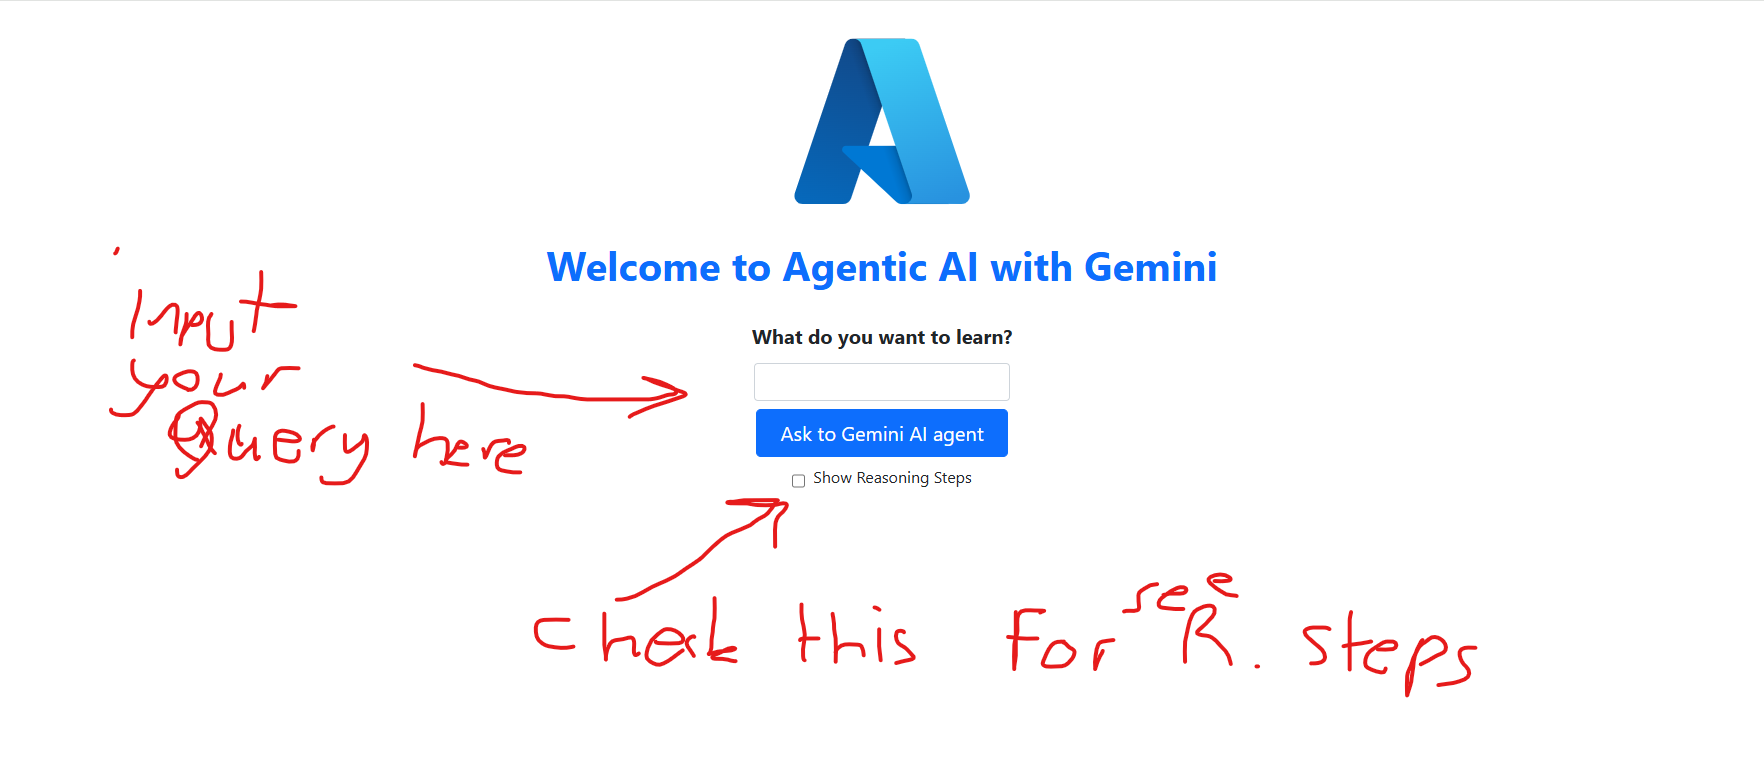 Welcome to Agentic AI with Gemini
What do you want to learn?
Ask to Gemini AI agent
Show Reasoning Steps
Input
your
Query here
check this For see R. steps